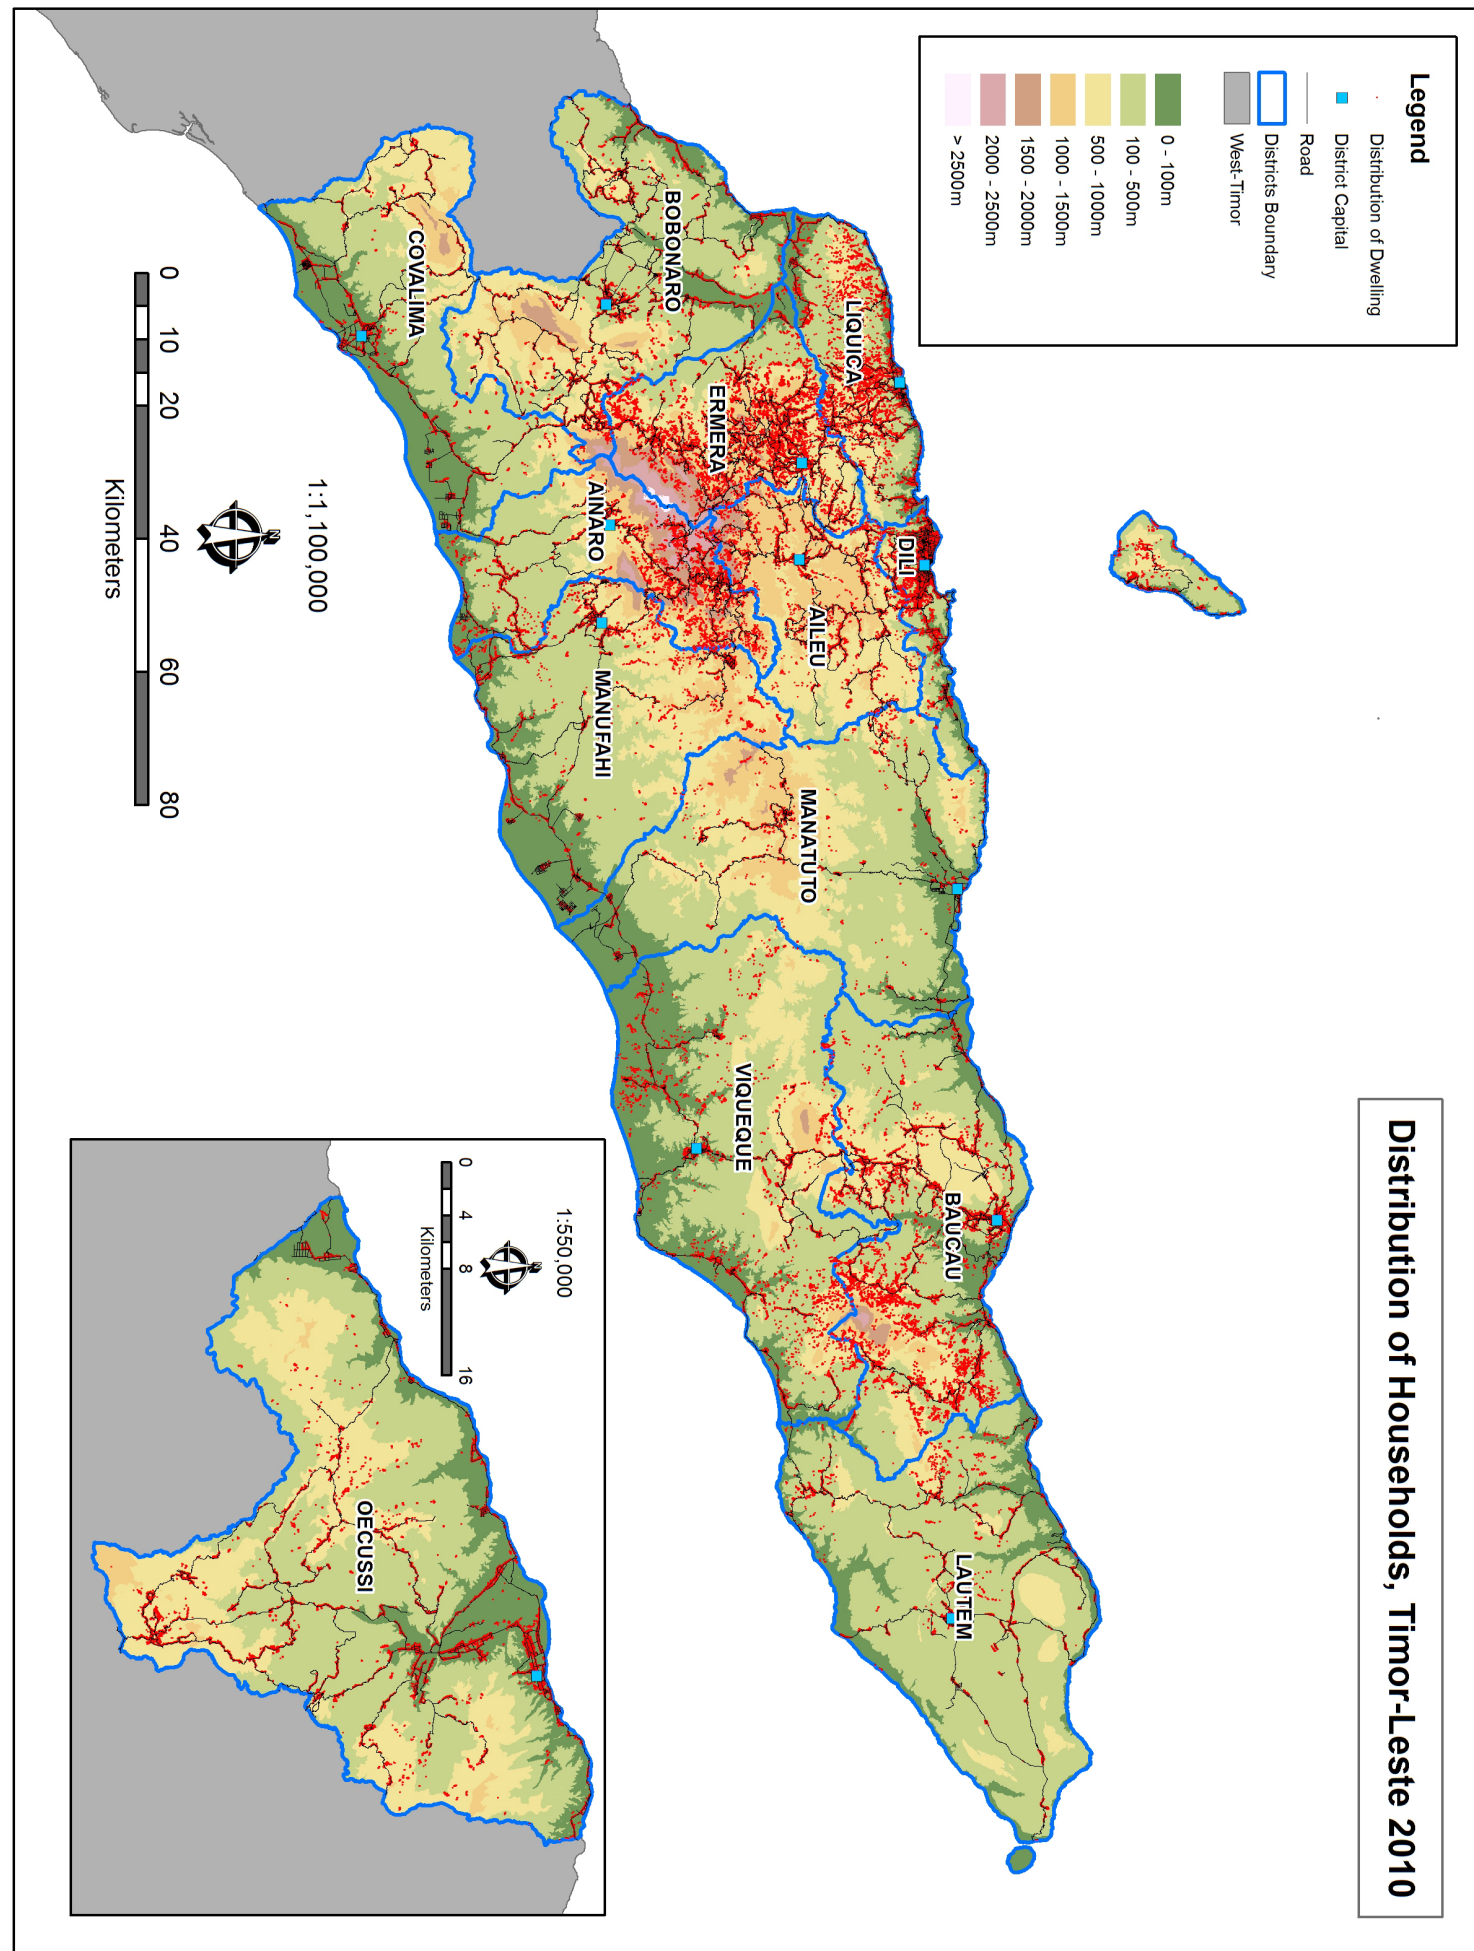 Distribution of Households, Timor-Leste 2010
Legend
Distribution of Dwelling
District Capital
Road
Districts Boundary
West-Timor
0 - 100m
100 - 500m
500 - 1000m
1000 - 1500m
1500 - 2000m
2000 - 2500m
> 2500m
LIQUICA
DILI
BOBONARO
ERMERA
AILEU
MANATUTO
BAUCAU
LAUTEM
COVALIMA
AINARO
MANUFAHI
VIQUEQUE
N
1:1,100,000
0 10 20 40 60 80
Kilometers
1:550,000
N
0 4 8 16
Kilometers
OECUSSI